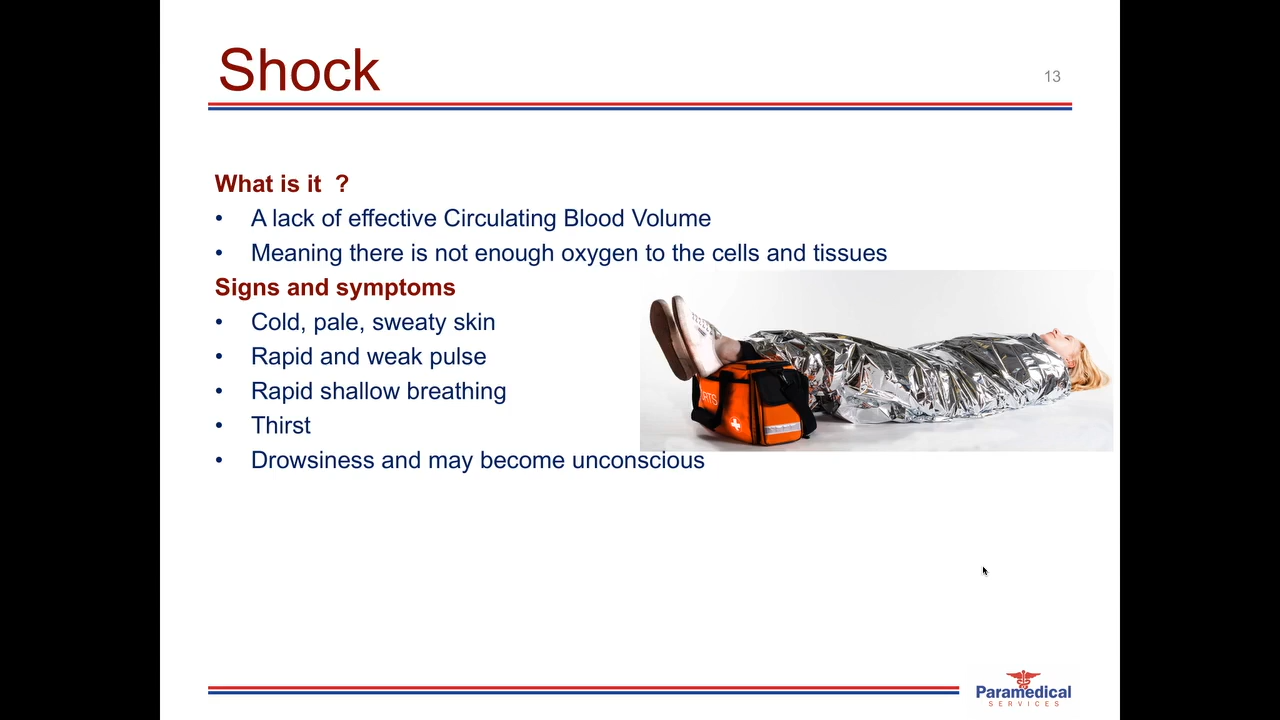 Shock
13
What is it ?
• A lack of effective Circulating Blood Volume
• Meaning there is not enough oxygen to the cells and tissues
Signs and symptoms
• Cold, pale, sweaty skin
• Rapid and weak pulse
• Rapid shallow breathing
• Thirst
• Drowsiness and may become unconscious
Paramedical
SERVICES